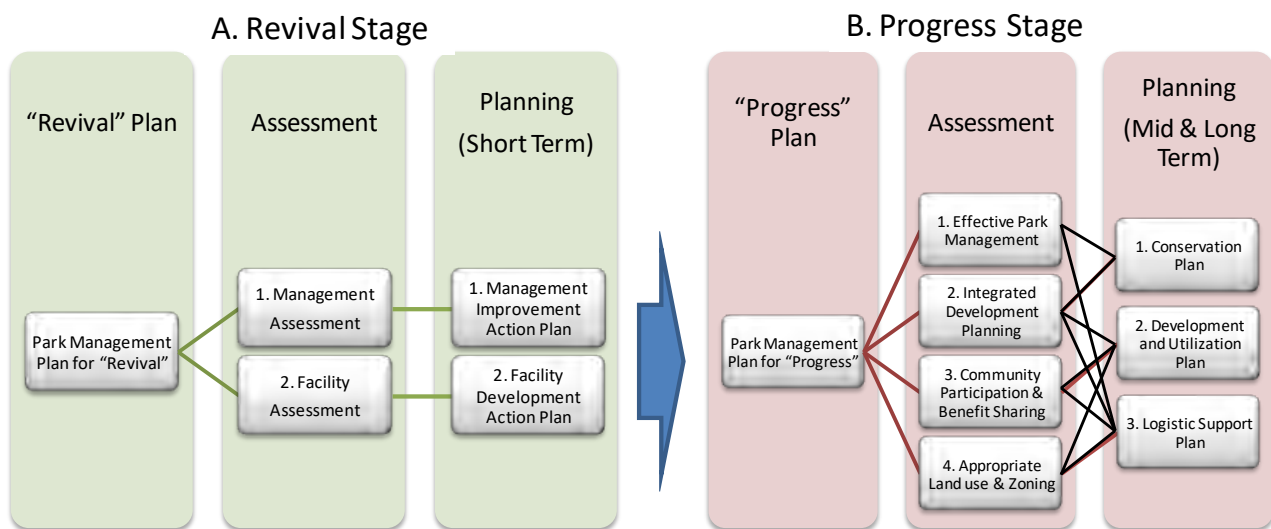 A. Revival Stage
“Revival” Plan
Assessment
Planning
(Short Term)
Park Management
Plan for “Revival”
1. Management
Assessment
2. Facility
Assessment
1. Management
Improvement
Action Plan
2. Facility
Development
Action Plan
B. Progress Stage
“Progress”
Plan
Assessment
Planning
(Mid & Long
Term)
Park Management
Plan for “Progress”
1. Effective Park
Management
2. Integrated
Development
Planning
3. Community
Participation &
Benefit Sharing
4. Appropriate
Land use & Zoning
1. Conservation
Plan
2. Development
and Utilization
Plan
3. Logistic Support
Plan